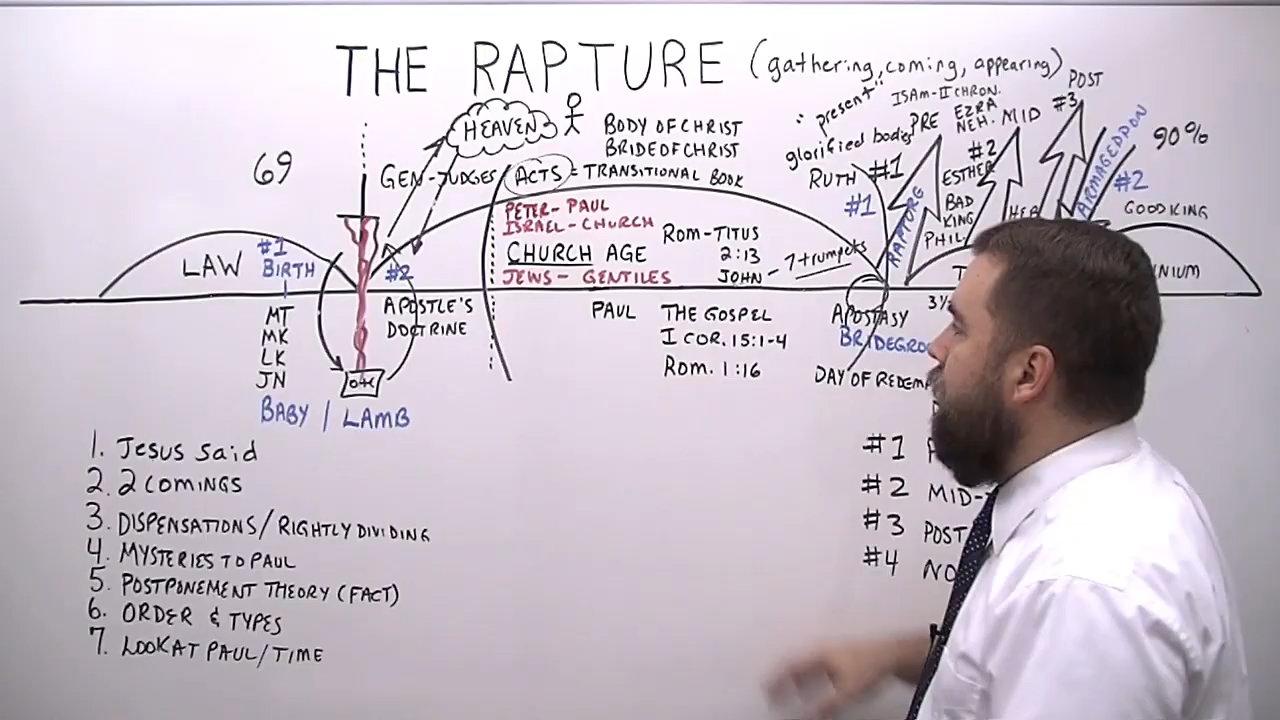 THE RAPTURE (gathering, coming, appearing)
HEAVEN
BODY OF CHRIST
BRIDE OF CHRIST
"present"
glorified bodies
ISAM-II CHRON.
PRE
EZRA
NEH.
MID
#3
POST
ARMAGEDDON
90%
69
GEN-JUDGES
ACTS = TRANSITIONAL BOOK
RUTH
#1
#1
#2
ESTHER
BAD
KING
PHIL.
HEB
#2
GOOD KING
PETER-PAUL
ISRAEL-CHURCH
CHURCH AGE
JEWS-GENTILES
ROM-TITUS
2:13
JOHN - 7 trumpets
LAW
#1
BIRTH
#2
APOSTLE'S
DOCTRINE
MT
MK
LK
JN
BABY / LAMB
PAUL
THE GOSPEL
I COR. 15:1-4
Rom. 1:16
APOSTASY
BRIDEGRO
DAY OF REDEM
3½
NIUM
1. Jesus said
2. 2 COMINGS
3. DISPENSATIONS/RIGHTLY DIVIDING
4. MYSTERIES TO PAUL
5. POSTPONEMENT THEORY (FACT)
6. ORDER & TYPES
7. LOOK AT PAUL/TIME
#1 P
#2 MID-
#3 POST
#4 NO